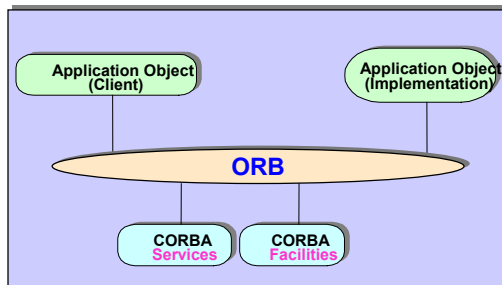 Application Object
(Client)
Application Object
(Implementation)
ORB
CORBA
Services
CORBA
Facilities